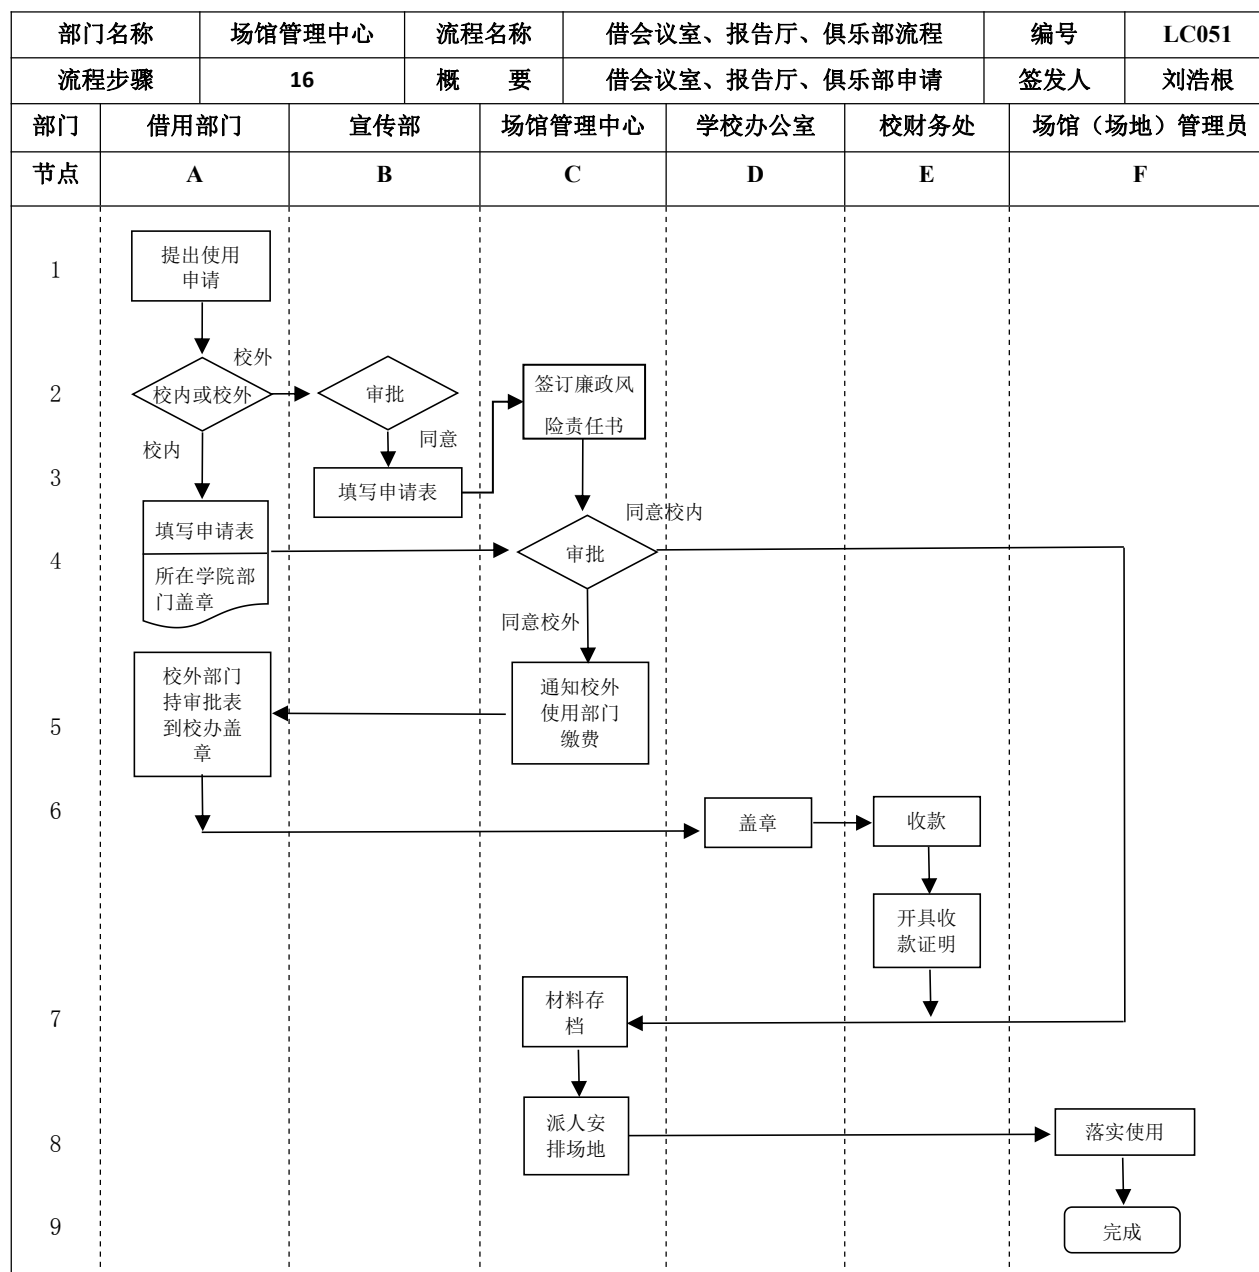 部门名称 场馆管理中心 流程名称 借会议室、报告厅、俱乐部流程 编号 LC051
流程步骤 16 概 要 借会议室、报告厅、俱乐部申请 签发人 刘浩根
部门 借用部门 宣传部 场馆管理中心 学校办公室 校财务处 场馆（场地）管理员
节点 A B C D E F
1
提出使用
申请
校外
2
校内或校外
审批
签订廉政风
险责任书
校内
同意
3
填写申请表
同意校内
填写申请表
4
审批
所在学院部
门盖章
同意校外
校外部门
持审批表
到校办盖
章
通知校外
使用部门
缴费
5
6
盖章
收款
开具收
款证明
7
材料存
档
8
派人安
排场地
落实使用
9
完成